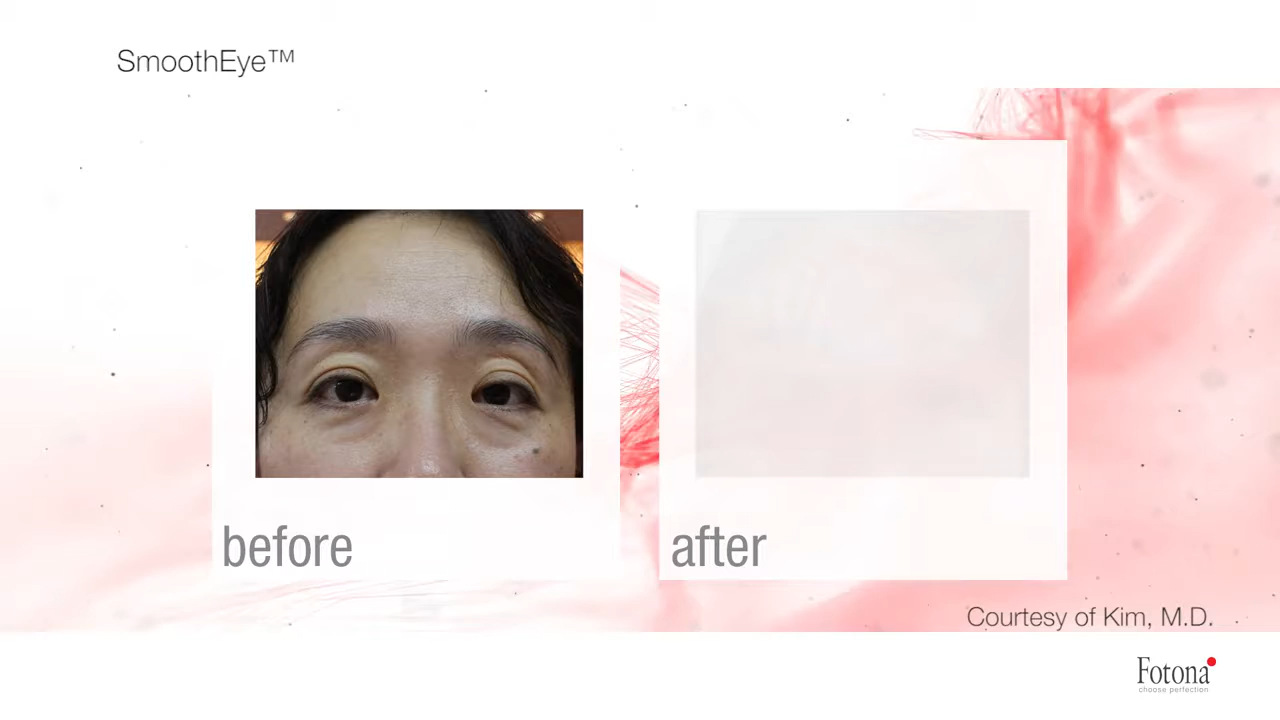 SmoothEye™
before
after
Courtesy of Kim, M.D.
Fotona
choose perfection